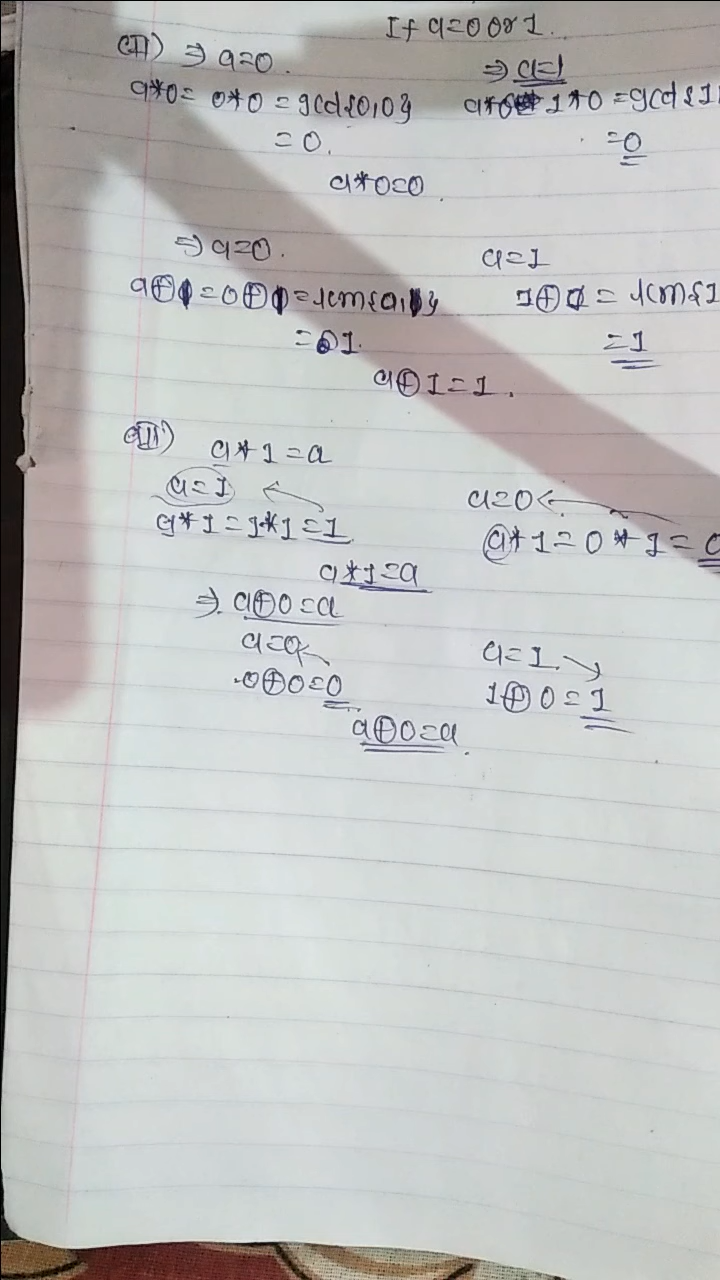 If a=0 or 1.
(II) ⇒ a=0. ⇒ a=1
a*0= 0*0 = gcd{0,0} 1*0 = gcd{1
= 0. = 0
a*0=0.
⇒ a=0. a=1
a⊕1 = 0⊕1 = lcm{0,1} 1⊕1 = lcm{1
= 1. = 1
a⊕1=1.
(III) a*1=a
a=1 a=0
a*1=1*1=1 a*1=0*1=0
a*1=a
⇒ a⊕0=a
a=0 a=1
0⊕0=0 1⊕0=1
a⊕0=a.